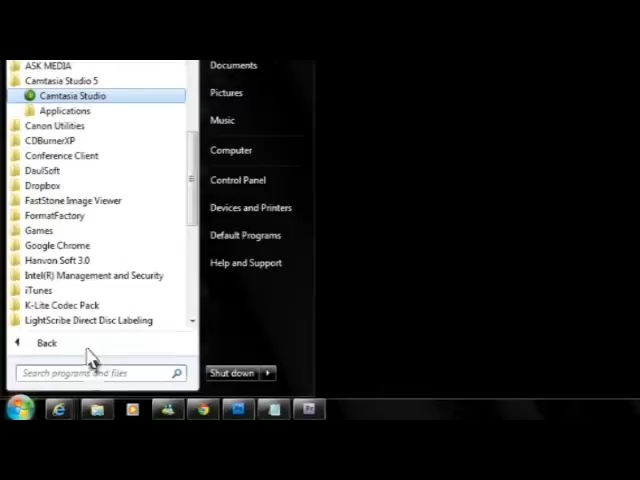 ASK MEDIA
Camtasia Studio 5
Camtasia Studio
Applications
Canon Utilities
CDBurnerXP
Conference Client
DaulSoft
Dropbox
FastStone Image Viewer
FormatFactory
Games
Google Chrome
Hanvon Soft 3.0
Intel(R) Management and Security
iTunes
K-Lite Codec Pack
LightScribe Direct Disc Labeling
Back
Search programs and files
Documents
Pictures
Music
Computer
Control Panel
Devices and Printers
Default Programs
Help and Support
Shut down
Pr